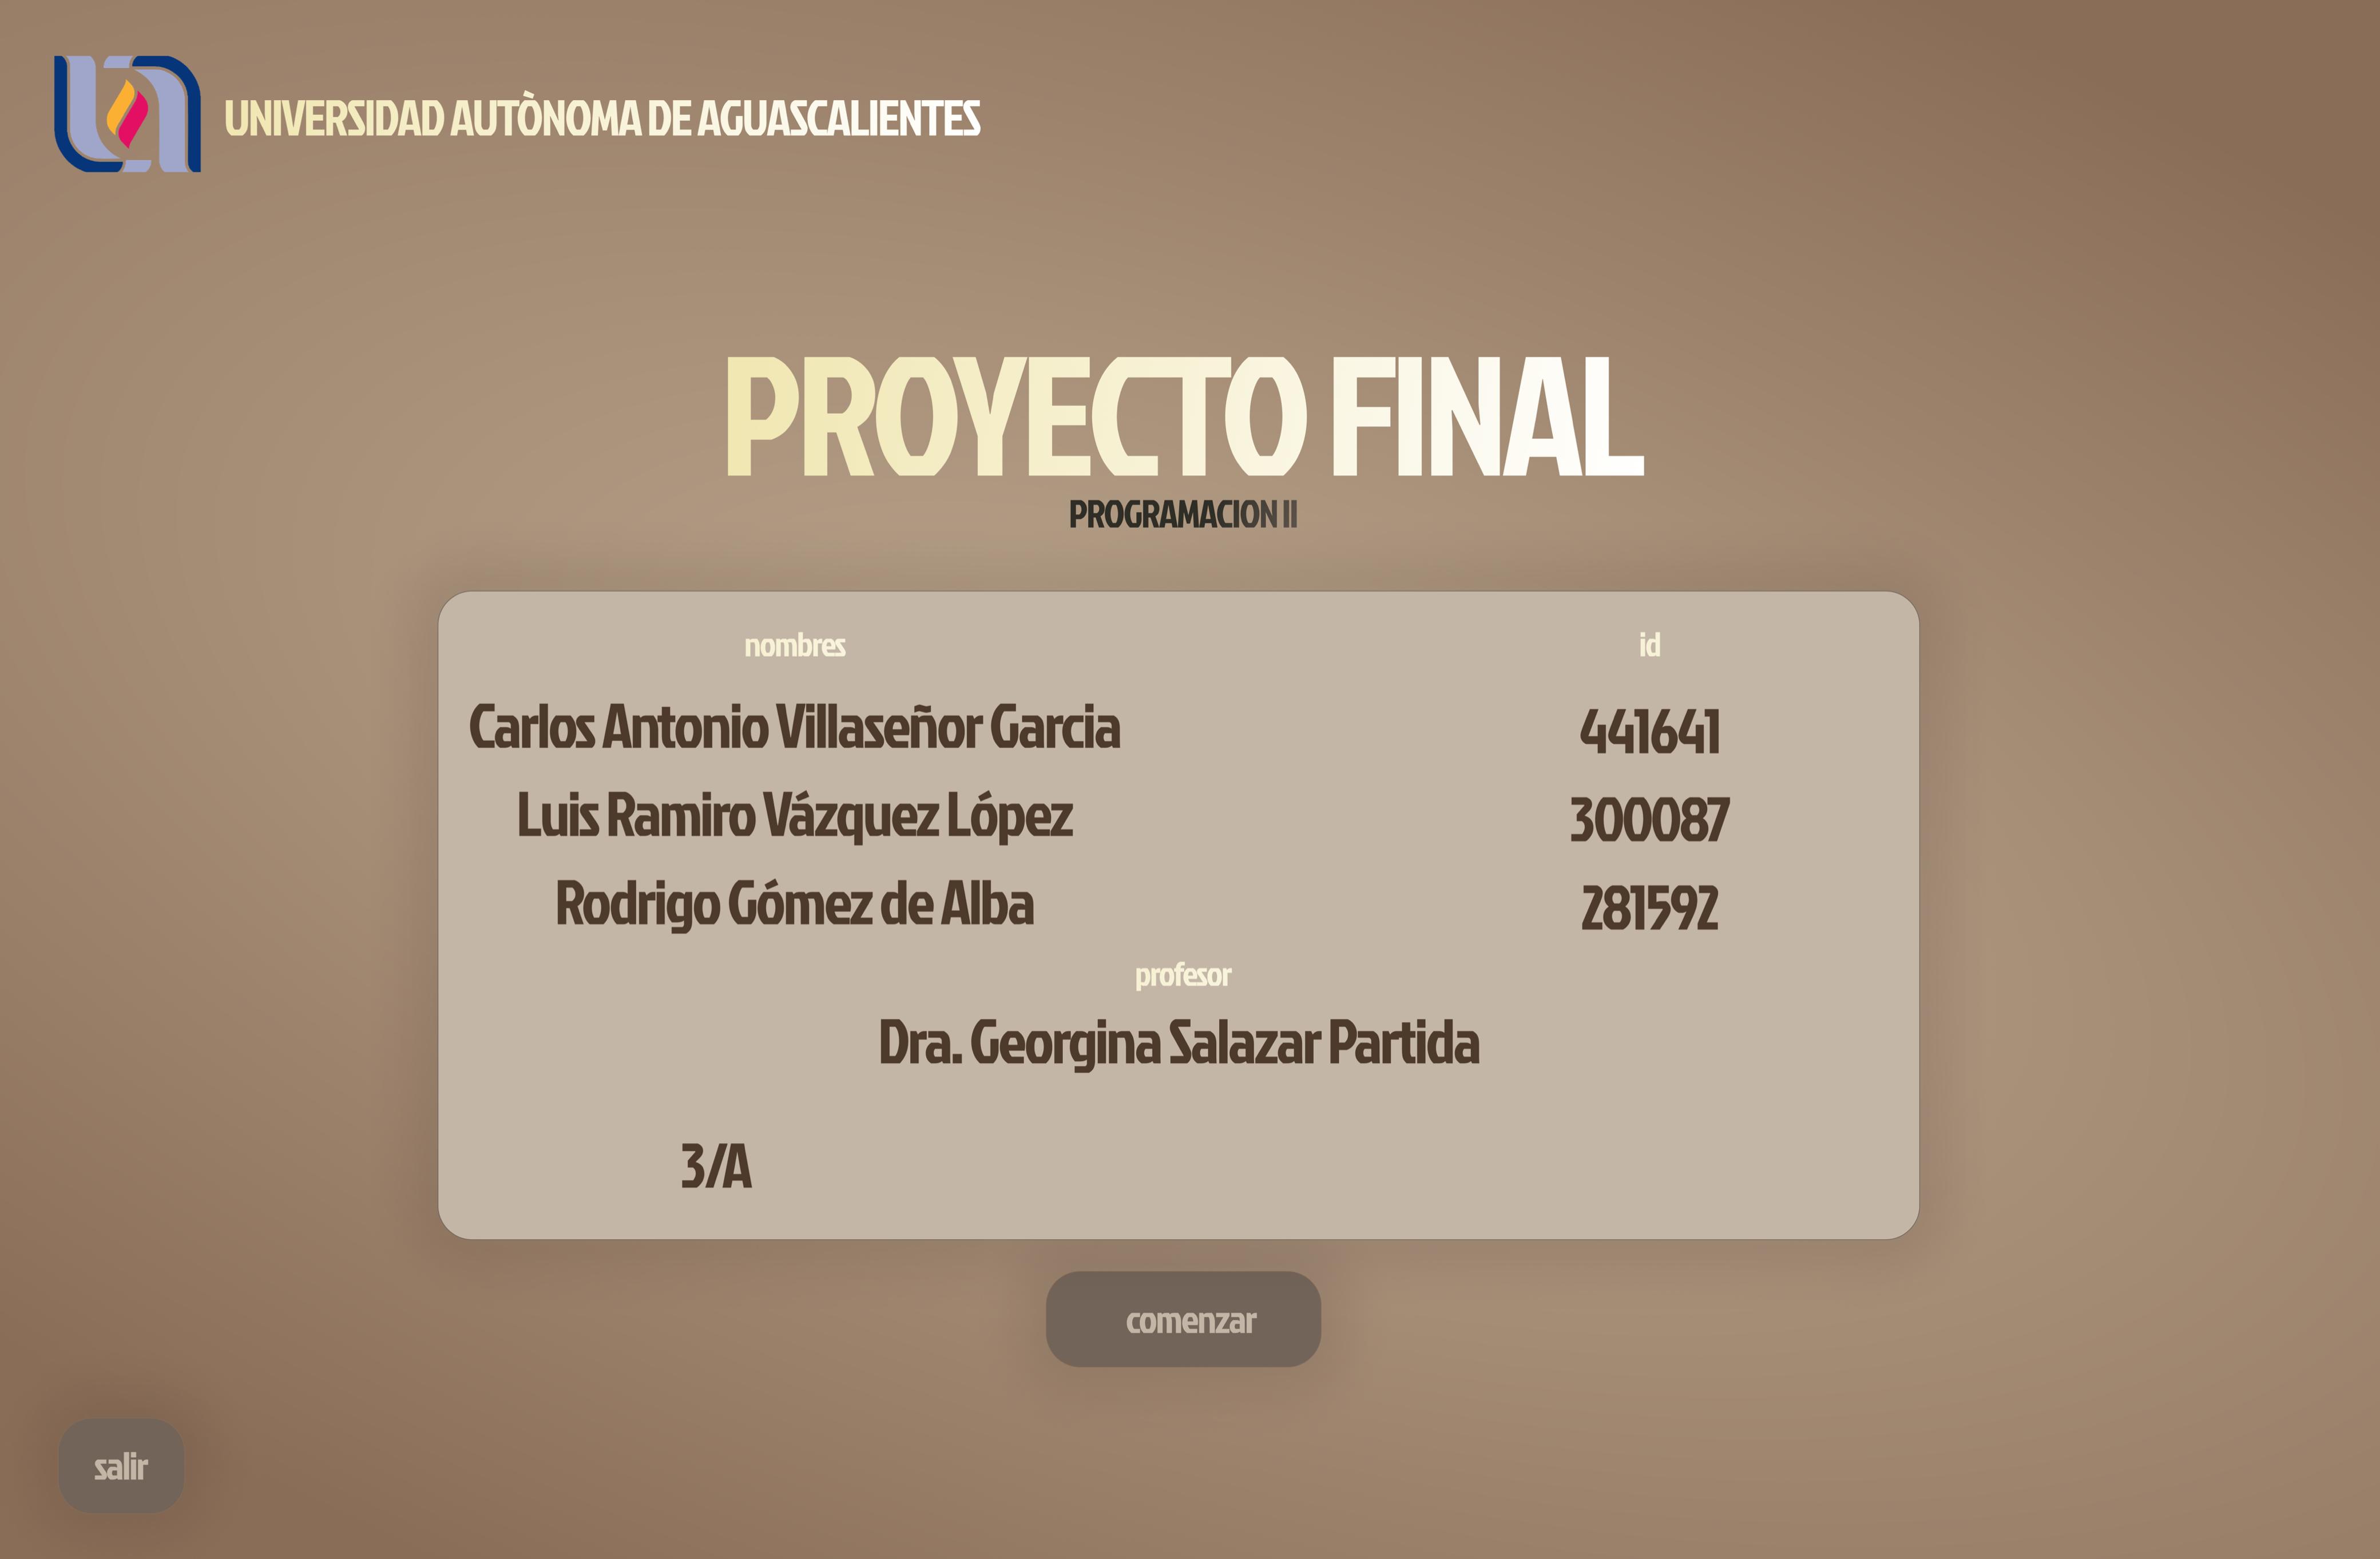 UNIVERSIDAD AUTÒNOMA DE AGUASCALIENTES
PROYECTO FINAL
PROGRAMACION II
nombres id
Carlos Antonio Villaseñor Garcia 441641
Luis Ramiro Vázquez López 300087
Rodrigo Gómez de Alba 281592
profesor
Dra. Georgina Salazar Partida
3/A
comenzar
salir